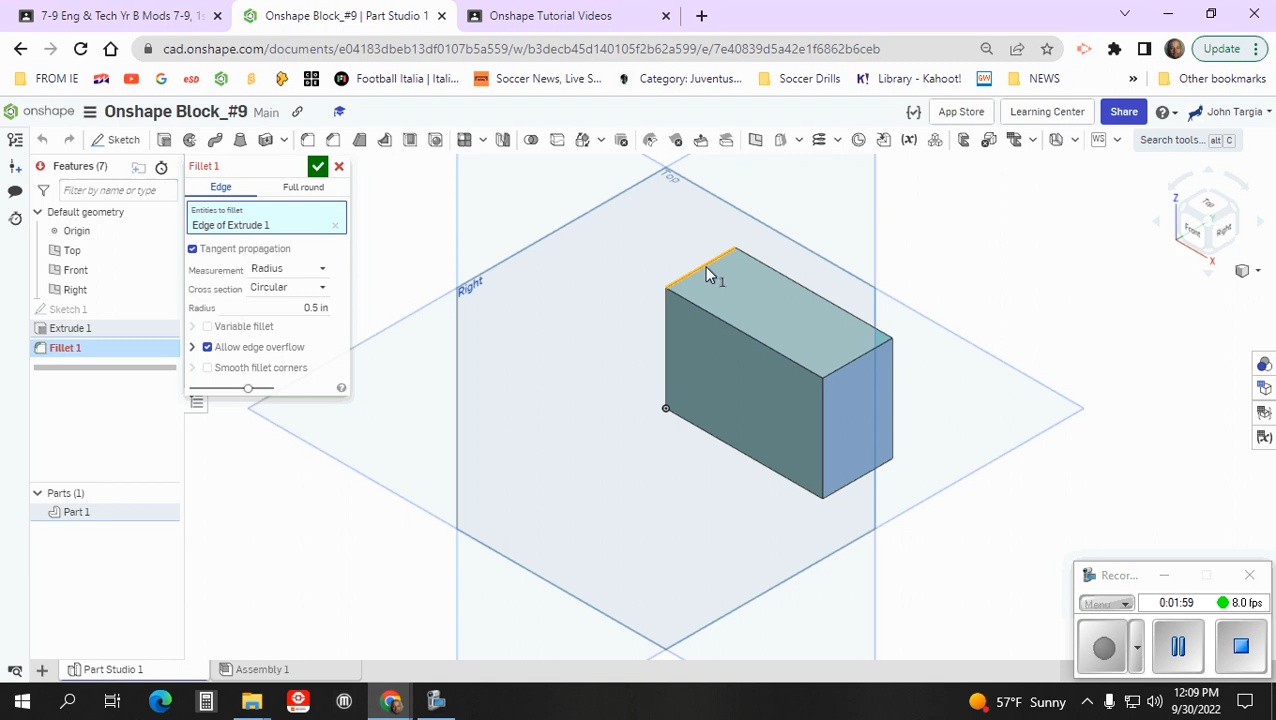 7-9 Eng & Tech Yr B Mods 7-9, 1s
Onshape Block_#9 | Part Studio 1
Onshape Tutorial Videos
cad.onshape.com/documents/e04183dbeb13df0107b5a559/w/b3decb45d140105f2b62a599/e/7e40839d5a42e1f6862b6ceb
Update
FROM IE
Football Italia | Itali...
Soccer News, Live S...
Category: Juventus...
Soccer Drills
Library - Kahoot!
NEWS
Other bookmarks
onshape
Onshape Block_#9
Main
App Store
Learning Center
Share
John Targia
Sketch
WS
Search tools...
alt
C
Features (7)
Filter by name or type
Default geometry
Origin
Top
Front
Right
Sketch 1
Extrude 1
Fillet 1
Parts (1)
Part 1
Fillet 1
Edge
Full round
Entities to fillet
Edge of Extrude 1
Tangent propagation
Measurement
Radius
Cross section
Circular
Radius
0.5 in
Variable fillet
Allow edge overflow
Smooth fillet corners
Top
Right
1
Z
Top
Front
Right
X
Recor...
Menu
0:01:59
8.0 fps
Part Studio 1
Assembly 1
57°F Sunny
12:09 PM
9/30/2022